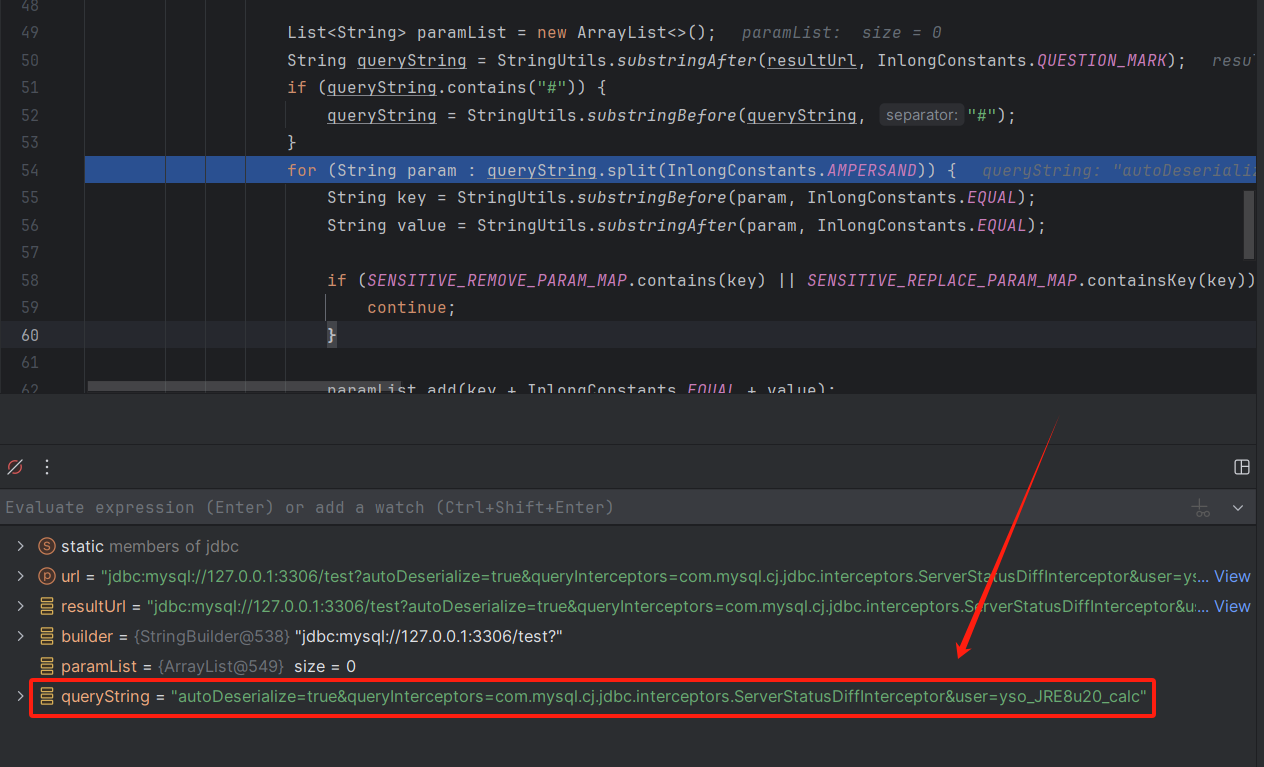 48
49 List<String> paramList = new ArrayList<>(); paramList: size = 0
50 String queryString = StringUtils.substringAfter(resultUrl, InlongConstants.QUESTION_MARK); resu
51 if (queryString.contains("#")) {
52 queryString = StringUtils.substringBefore(queryString, separator: "#");
53 }
54 for (String param : queryString.split(InlongConstants.AMPERSAND)) { queryString: "autoDeseriali
55 String key = StringUtils.substringBefore(param, InlongConstants.EQUAL);
56 String value = StringUtils.substringAfter(param, InlongConstants.EQUAL);
57
58 if (SENSITIVE_REMOVE_PARAM_MAP.contains(key) || SENSITIVE_REPLACE_PARAM_MAP.containsKey(key))
59 continue;
60 }
61
62 paramList.add(key + InlongConstants.EQUAL + value);
Evaluate expression (Enter) or add a watch (Ctrl+Shift+Enter)
S static members of jdbc
p url = "jdbc:mysql://127.0.0.1:3306/test?autoDeserialize=true&queryInterceptors=com.mysql.cj.jdbc.interceptors.ServerStatusDiffInterceptor&user=ys... View
resultUrl = "jdbc:mysql://127.0.0.1:3306/test?autoDeserialize=true&queryInterceptors=com.mysql.cj.jdbc.interceptors.ServerStatusDiffInterceptor&u... View
builder = {StringBuilder@538} "jdbc:mysql://127.0.0.1:3306/test?"
paramList = {ArrayList@549} size = 0
queryString = "autoDeserialize=true&queryInterceptors=com.mysql.cj.jdbc.interceptors.ServerStatusDiffInterceptor&user=yso_JRE8u20_calc"